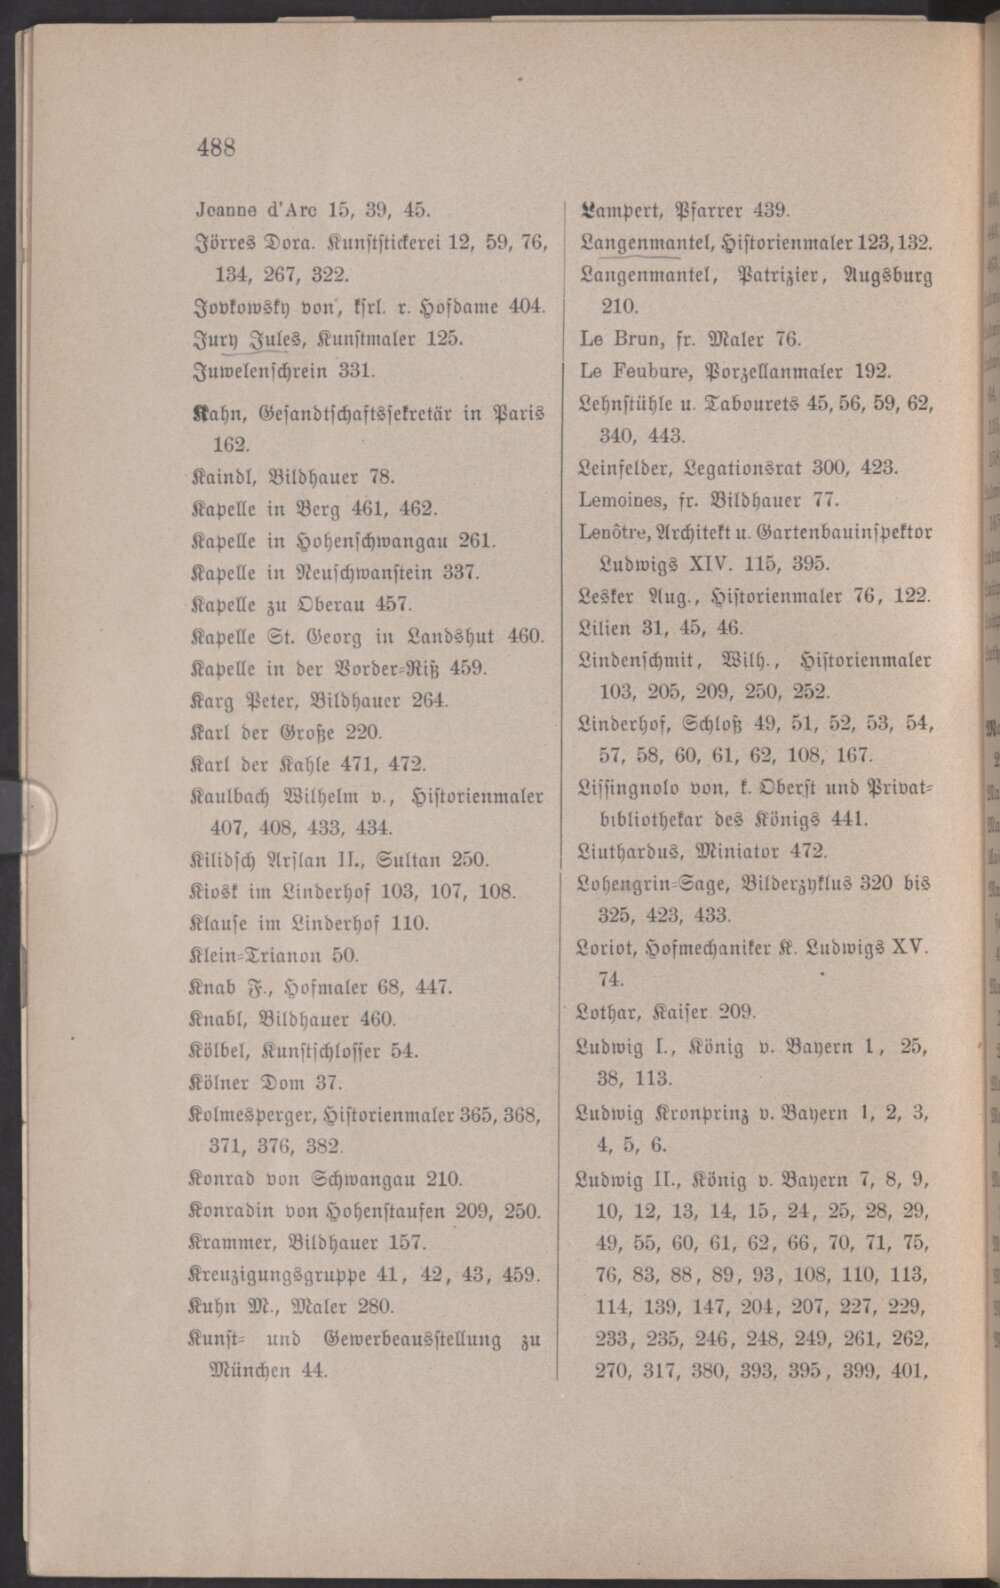 488
Jeanne d'Arc 15, 39, 45.
Jörres Dora. Kunststickerei 12, 59, 76,
134, 267, 322.
Jovkowsky von, ksrl. r. Hofdame 404.
Jury Jules, Kunstmaler 125.
Juwelenschrein 331.
Kahn, Gesandtschaftssekretär in Paris
162.
Kaindl, Bildhauer 78.
Kapelle in Berg 461, 462.
Kapelle in Hohenschwangau 261.
Kapelle in Neuschwanstein 337.
Kapelle zu Oberau 457.
Kapelle St. Georg in Landshut 460.
Kapelle in der Vorder-Riß 459.
Karg Peter, Bildhauer 264.
Karl der Große 220.
Karl der Kahle 471, 472.
Kaulbach Wilhelm v., Historienmaler
407, 408, 433, 434.
Kilidsch Arslan II., Sultan 250.
Kiosk im Linderhof 103, 107, 108.
Klause im Linderhof 110.
Klein-Trianon 50.
Knab F., Hofmaler 68, 447.
Knabl, Bildhauer 460.
Kölbel, Kunstschlosser 54.
Kölner Dom 37.
Kolmesperger, Historienmaler 365, 368,
371, 376, 382.
Konrad von Schwangau 210.
Konradin von Hohenstaufen 209, 250.
Krammer, Bildhauer 157.
Kreuzigungsgruppe 41, 42, 43, 459.
Kuhn M., Maler 280.
Kunst- und Gewerbeausstellung zu
München 44.
Lampert, Pfarrer 439.
Langenmantel, Historienmaler 123, 132.
Langenmantel, Patrizier, Augsburg
210.
Le Brun, fr. Maler 76.
Le Feubure, Porzellanmaler 192.
Lehnstühle u. Tabourets 45, 56, 59, 62,
340, 443.
Leinfelder, Legationsrat 300, 423.
Lemoines, fr. Bildhauer 77.
Lenôtre, Architekt u. Gartenbauinspektor
Ludwigs XIV. 115, 395.
Lesker Aug., Historienmaler 76, 122.
Lilien 31, 45, 46.
Lindenschmit, Wilh., Historienmaler
103, 205, 209, 250, 252.
Linderhof, Schloß 49, 51, 52, 53, 54,
57, 58, 60, 61, 62, 108, 167.
Lissingnolo von, k. Oberst und Privat-
bibliothekar des Königs 441.
Liuthardus, Miniator 472.
Lohengrin-Sage, Bilderzyklus 320 bis
325, 423, 433.
Loriot, Hofmechaniker K. Ludwigs XV.
74.
Lothar, Kaiser 209.
Ludwig I., König v. Bayern 1, 25,
38, 113.
Ludwig Kronprinz v. Bayern 1, 2, 3,
4, 5, 6.
Ludwig II., König v. Bayern 7, 8, 9,
10, 12, 13, 14, 15, 24, 25, 28, 29,
49, 55, 60, 61, 62, 66, 70, 71, 75,
76, 83, 88, 89, 93, 108, 110, 113,
114, 139, 147, 204, 207, 227, 229,
233, 235, 246, 248, 249, 261, 262,
270, 317, 380, 393, 395, 399, 401,